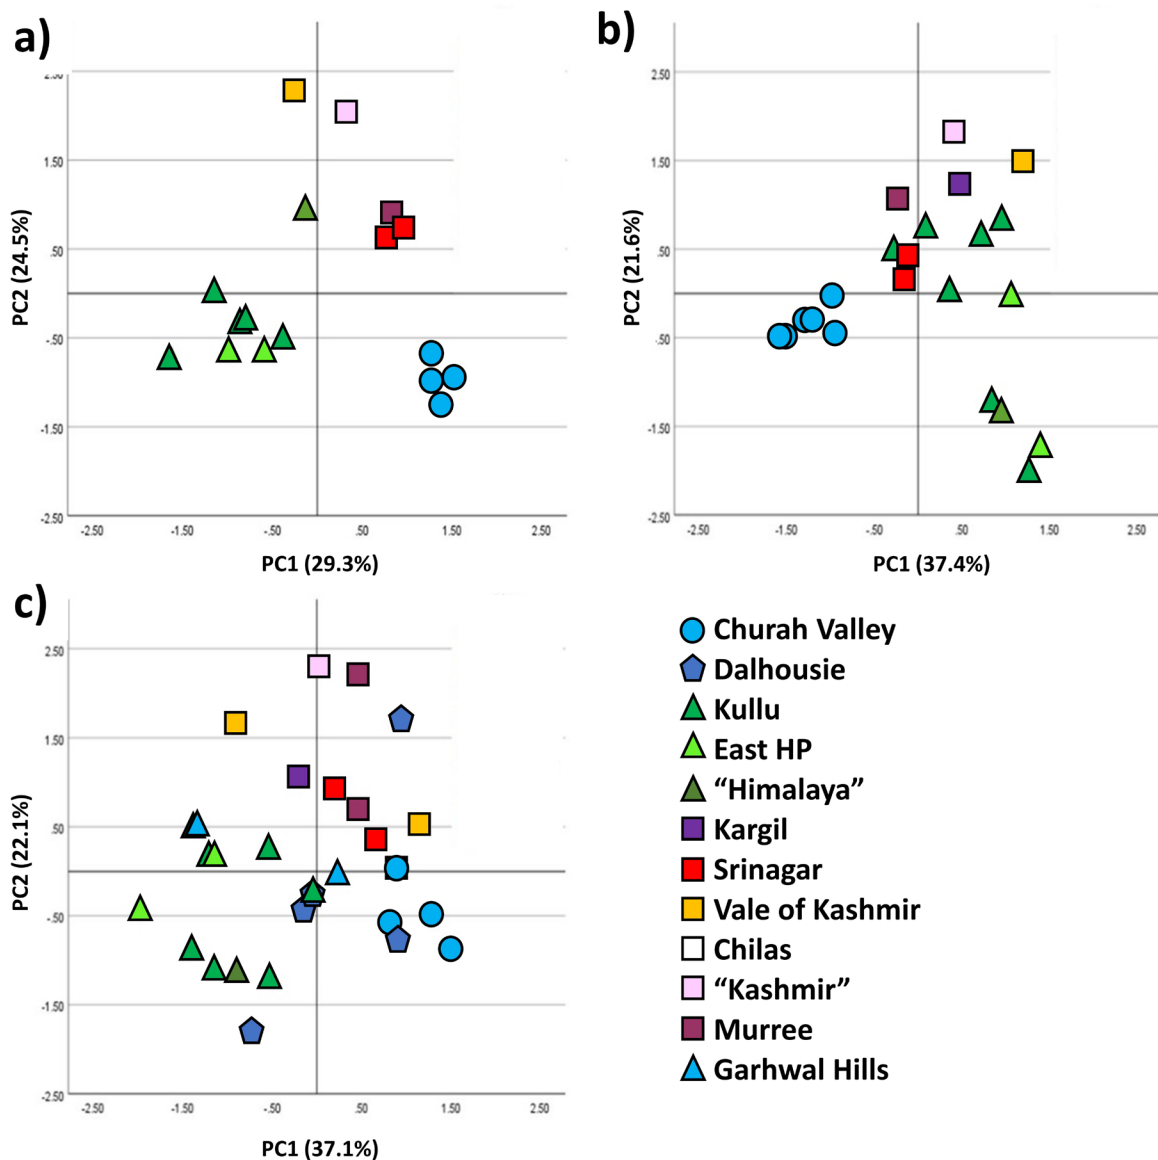 a)
2.50
1.50
.50
-.50
-1.50
-2.50
PC2 (24.5%)
-2.50 -1.50 -.50 .50 1.50 2.50
PC1 (29.3%)
b)
2.50
1.50
.50
-.50
-1.50
-2.50
PC2 (21.6%)
-2.50 -1.50 -.50 .50 1.50 2.50
PC1 (37.4%)
c)
2.50
1.50
.50
-.50
-1.50
-2.50
PC2 (22.1%)
-2.50 -1.50 -.50 .50 1.50 2.50
PC1 (37.1%)
Churah Valley
Dalhousie
Kullu
East HP
“Himalaya”
Kargil
Srinagar
Vale of Kashmir
Chilas
“Kashmir”
Murree
Garhwal Hills